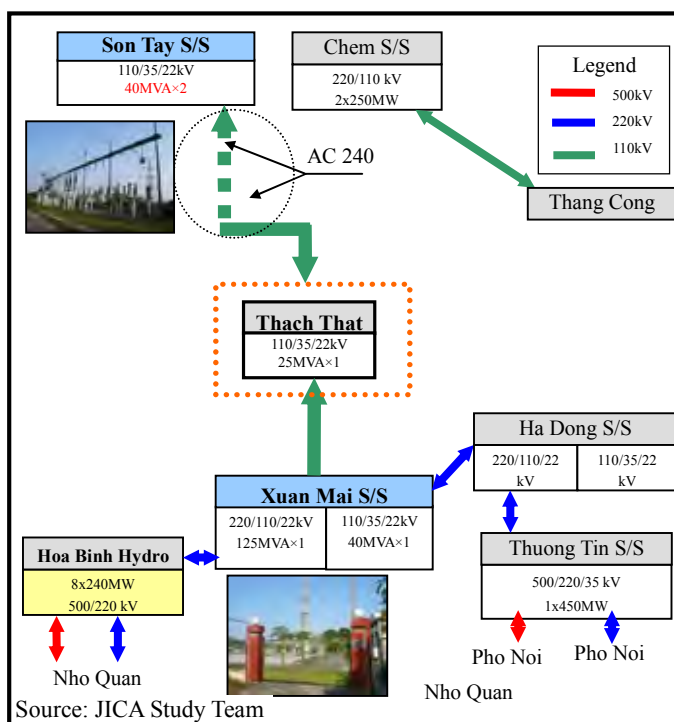 Son Tay S/S
110/35/22kV
40MVA×2
Chem S/S
220/110 kV
2x250MW
Legend
500kV
220kV
110kV
AC 240
Thang Cong
Thach That
110/35/22kV
25MVA×1
Ha Dong S/S
220/110/22
kV
110/35/22
kV
Xuan Mai S/S
220/110/22kV
125MVA×1
110/35/22kV
40MVA×1
Hoa Binh Hydro
8x240MW
500/220 kV
Thuong Tin S/S
500/220/35 kV
1x450MW
Nho Quan
Pho Noi
Pho Noi
Nho Quan
Source: JICA Study Team